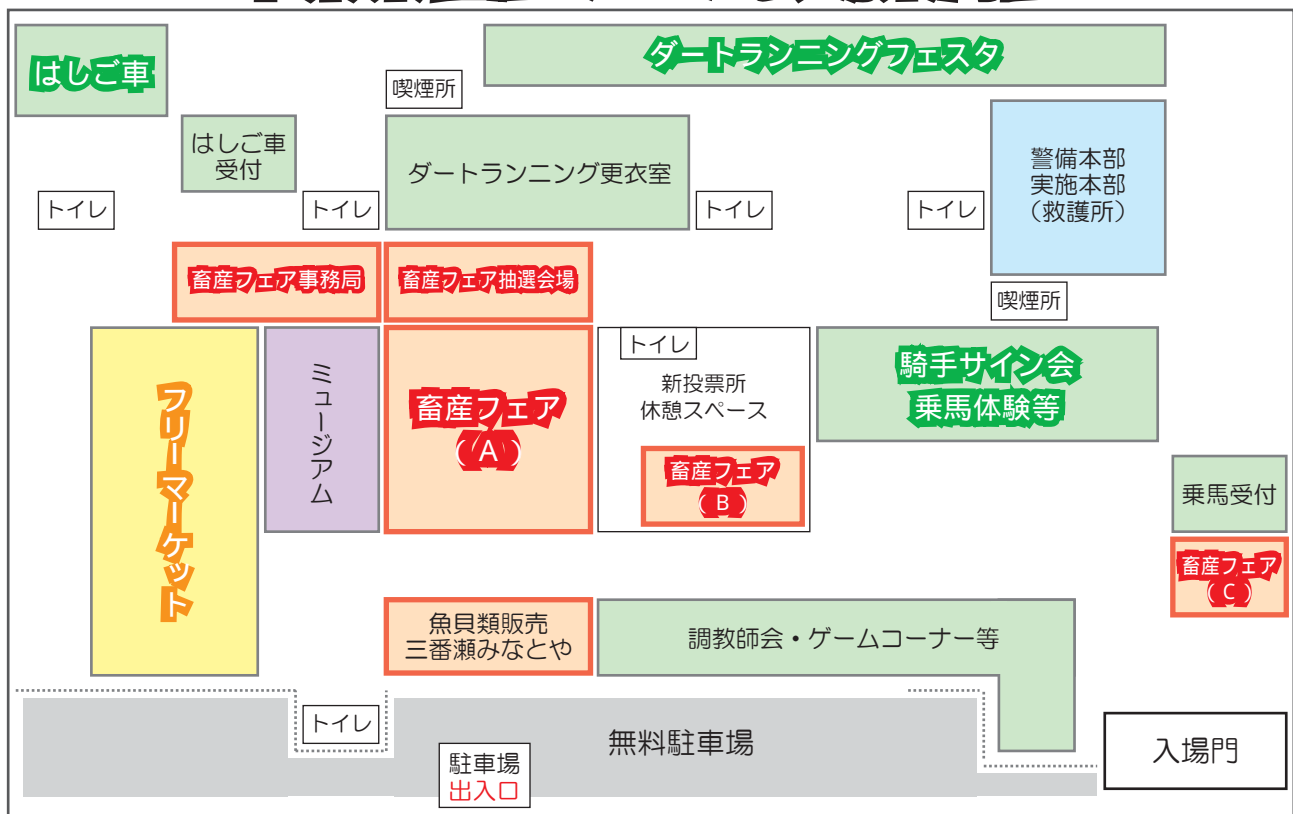 はしご車
ダートランニングフェスタ
喫煙所
はしご車
受付
ダートランニング更衣室
警備本部
実施本部
（救護所）
トイレ
トイレ
トイレ
トイレ
畜産フェア事務局
畜産フェア抽選会場
喫煙所
フリーマーケット
ミュージアム
畜産フェア
（A）
トイレ
新投票所
休憩スペース
畜産フェア
（B）
騎手サイン会
乗馬体験等
乗馬受付
畜産フェア
（C）
魚貝類販売
三番瀬みなとや
調教師会・ゲームコーナー等
トイレ
無料駐車場
駐車場
出入口
入場門